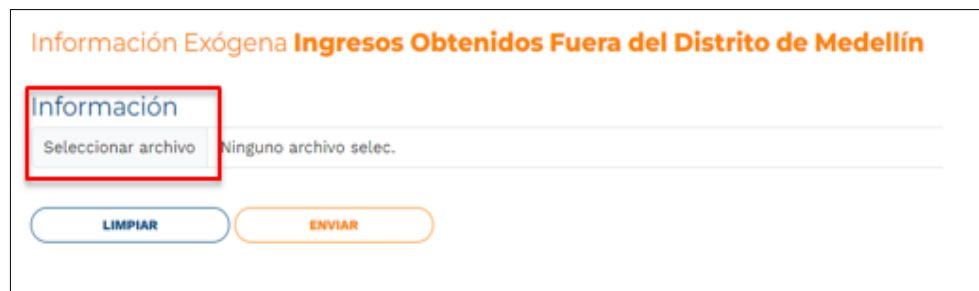 Información Exógena Ingresos Obtenidos Fuera del Distrito de Medellín
Información
Seleccionar archivo Ninguno archivo selec.
LIMPIAR ENVIAR